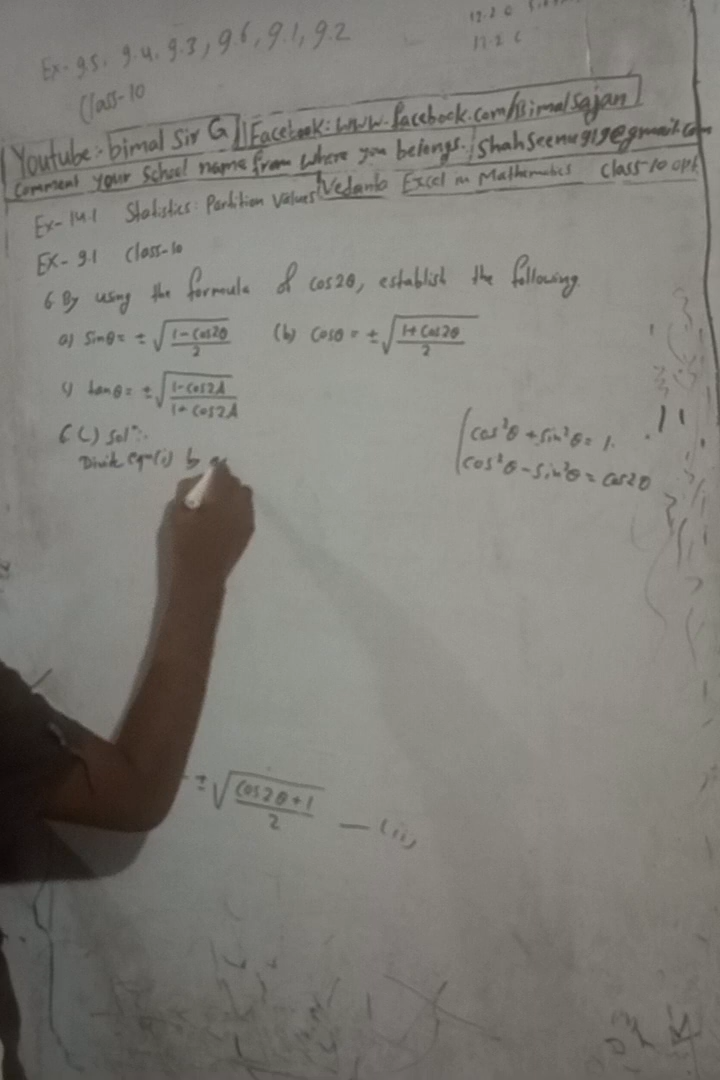 Ex- 9.5, 9.4, 9.3, 9.6, 9.1, 9.2
Class-10
Youtube:- bimal Sir G || Facebook: www.facebook.com/Bimalsajan
comment your school name from where you belongs. | Shahseenu919@gmail.com
Ex-14.1 Statistics: Partition Values | Vedanta Excel in Mathematics Class-10 opt
EX- 9.1 Class-10
6 By using the formula of cos2θ, establish the following.
a) Sinθ = ± √((1-Cos2θ)/2) (b) Cosθ = ± √((1+Cos2θ)/2)
c) tanθ = ± √((1-Cos2A)/(1+Cos2A))
6 c) solⁿ:-
cos²θ + sin²θ = 1.
Divide eqn(i) by
cos²θ - sin²θ = cos2θ
± √((cos2θ+1)/2) — (ii)